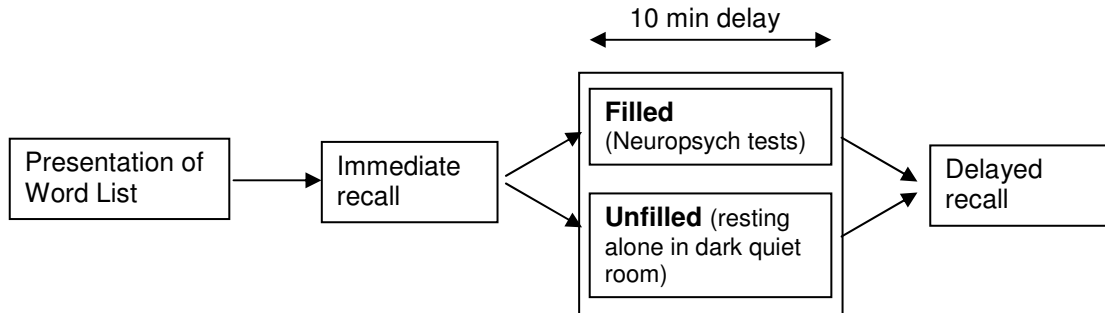 10 min delay
Presentation of
Word List
Immediate
recall
Filled
(Neuropsych tests)
Unfilled (resting
alone in dark quiet
room)
Delayed
recall